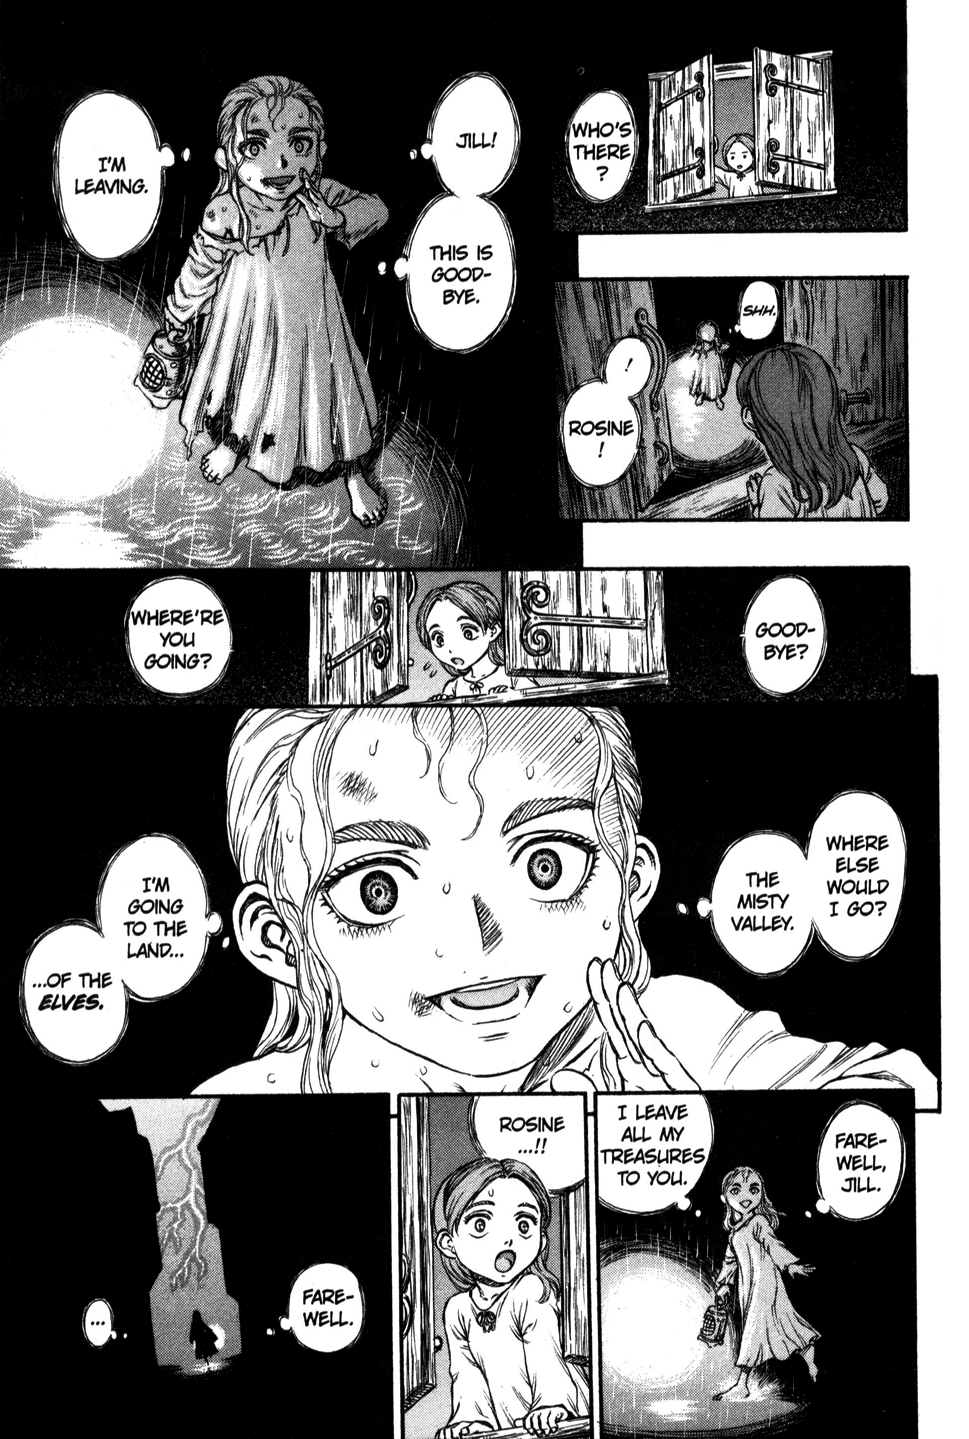 WHO'S
THERE
?
SHH.
!
ROSINE
!
JILL!
THIS IS
GOOD-
BYE.
I'M
LEAVING.
GOOD-
BYE?
WHERE'RE
YOU
GOING?
WHERE
ELSE
WOULD
I GO?
THE
MISTY
VALLEY.
I'M
GOING
TO THE
LAND...
...OF THE
ELVES.
FARE-
WELL,
JILL.
I LEAVE
ALL MY
TREASURES
TO YOU.
ROSINE
...!!
FARE-
WELL.
...